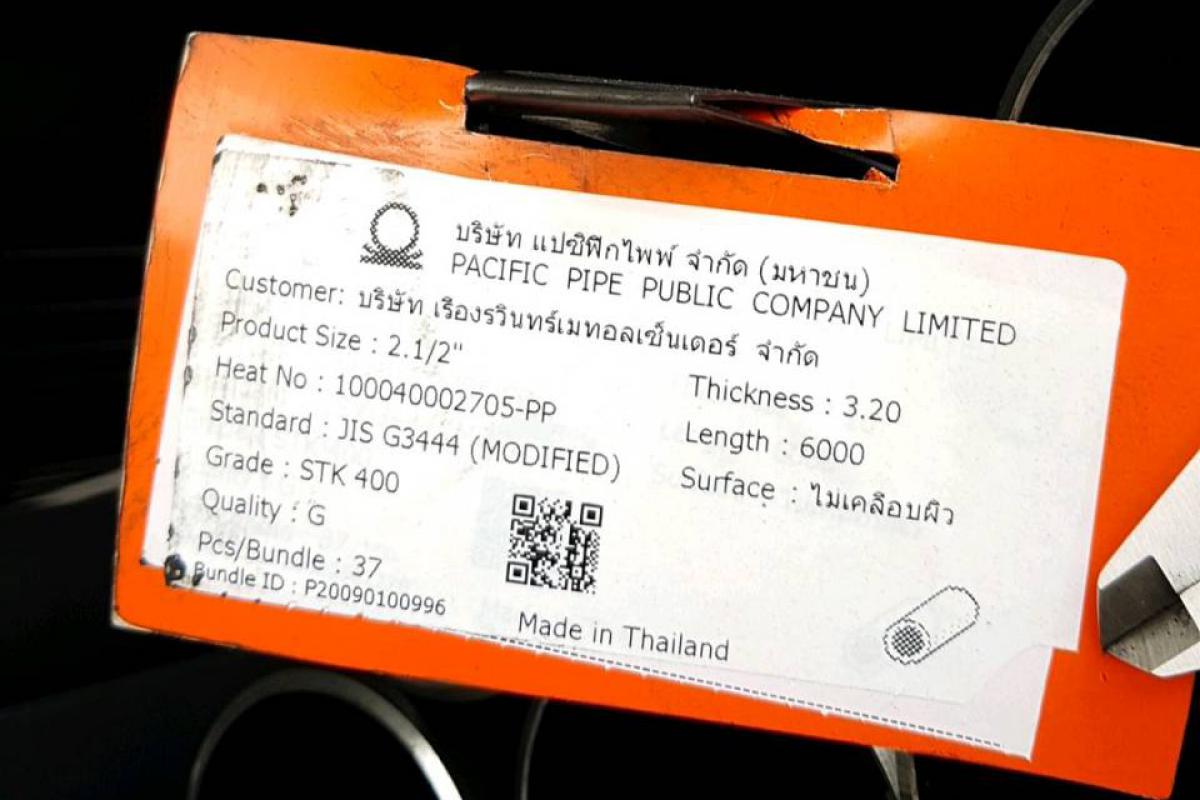 บริษัท แปซิฟิกไพพ์ จำกัด (มหาชน)
PACIFIC PIPE PUBLIC COMPANY LIMITED
Customer: บริษัท เรืองรวินทร์เมทอลเซ็นเตอร์ จำกัด
Product Size : 2.1/2"
Thickness : 3.20
Heat No : 100040002705-PP
Length : 6000
Standard : JIS G3444 (MODIFIED)
Surface : ไม่เคลือบผิว
Grade : STK 400
Quality : G
Pcs/Bundle : 37
Bundle ID : P20090100996
Made in Thailand